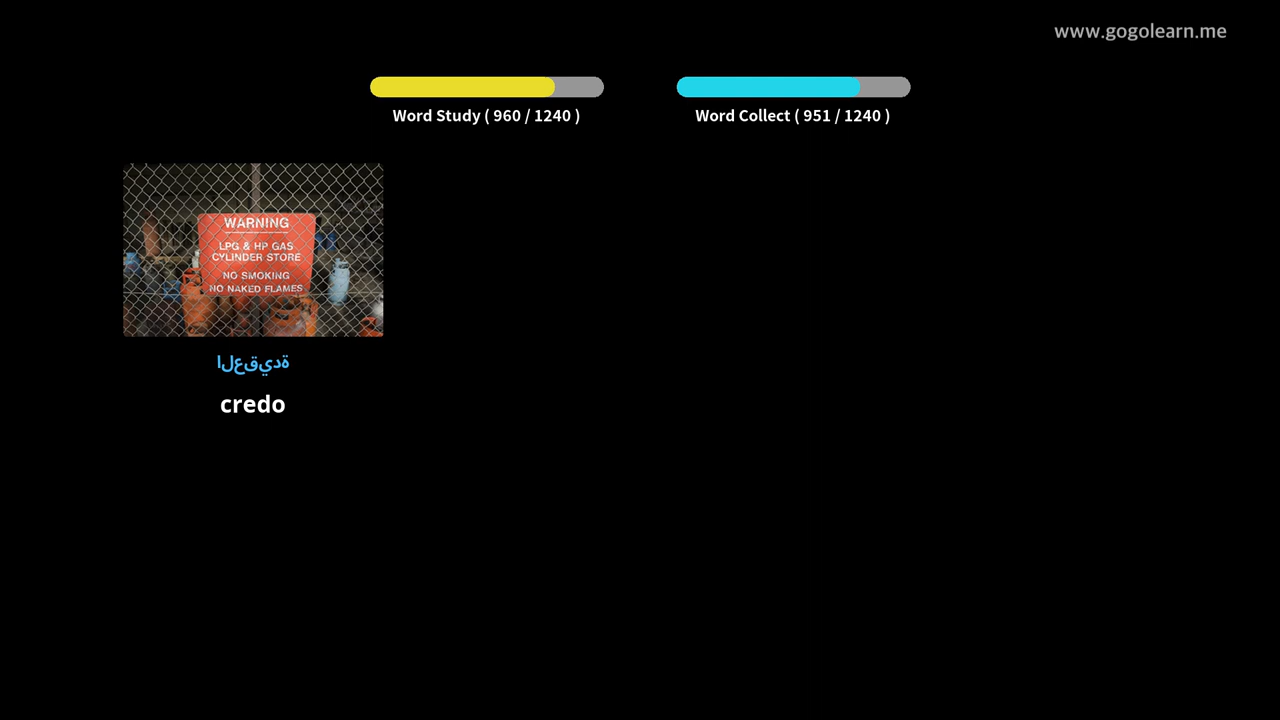 www.gogolearn.me
Word Study ( 960 / 1240 )
Word Collect ( 951 / 1240 )
WARNING
LPG & HP GAS
CYLINDER STORE
NO SMOKING
NO NAKED FLAMES
العقيدة
credo